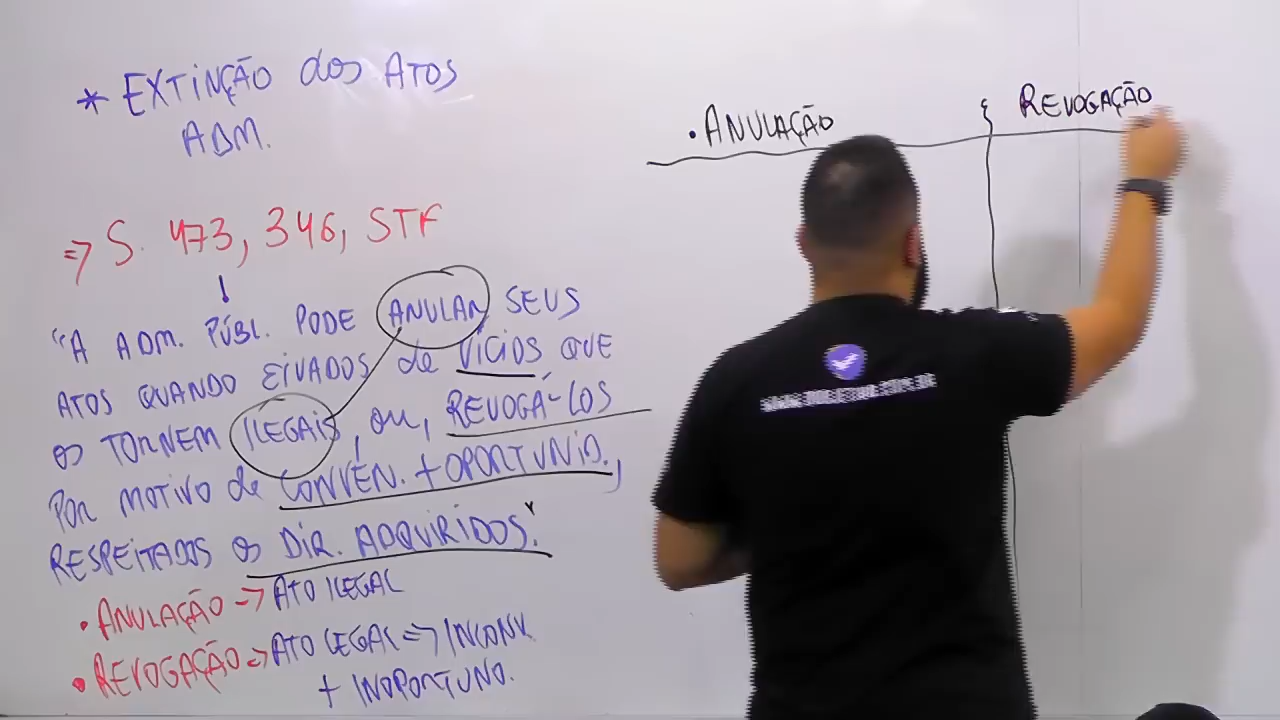 * EXTINÇÃO dos ATOS
ADM.
=> S. 473, 346, STF
"A ADM. PÚBL. PODE ANULAR SEUS
ATOS QUANDO EIVADOS de VÍCIOS QUE
OS TORNEM ILEGAIS, ou, REVOGÁ-LOS
POR MOTIVO de CONVÊN. + OPORTUNID.,
RESPEITADOS OS DIR. ADQUIRIDOS."
• ANULAÇÃO => ATO ILEGAL
• REVOGAÇÃO => ATO LEGAL => INCONV.
+ INOPORTUNO.
• ANULAÇÃO
REVOGAÇÃO